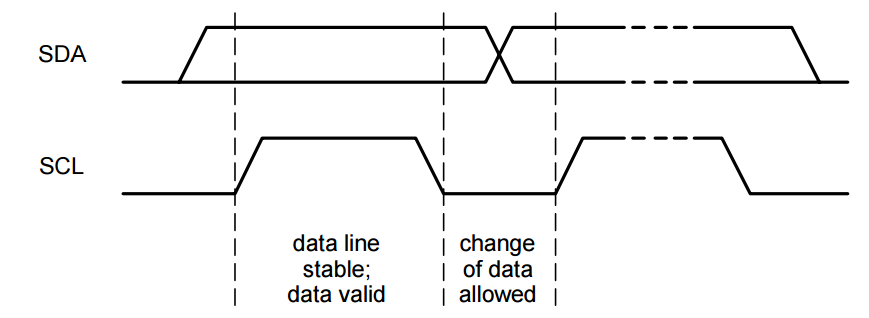 SDA
SCL
data line
stable;
data valid
change
of data
allowed